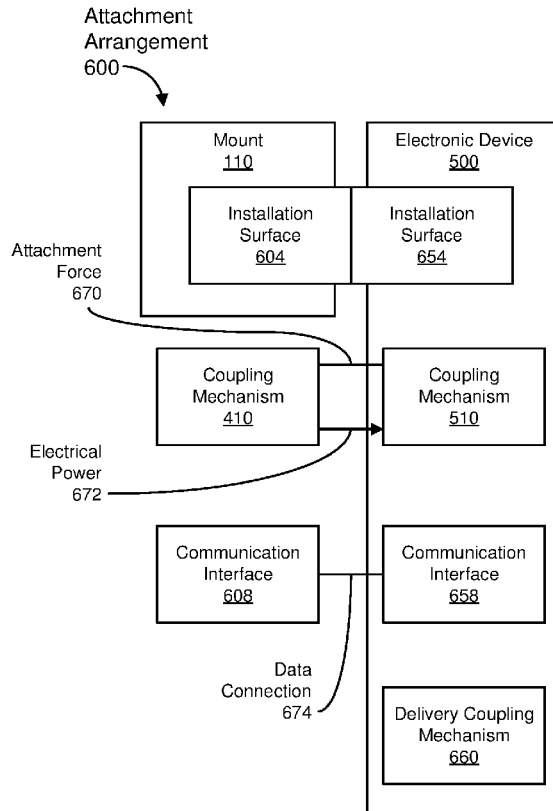 Attachment
Arrangement
600
Mount
110
Electronic Device
500
Installation
Surface
604
Installation
Surface
654
Attachment
Force
670
Coupling
Mechanism
410
Coupling
Mechanism
510
Electrical
Power
672
Communication
Interface
608
Communication
Interface
658
Data
Connection
674
Delivery Coupling
Mechanism
660